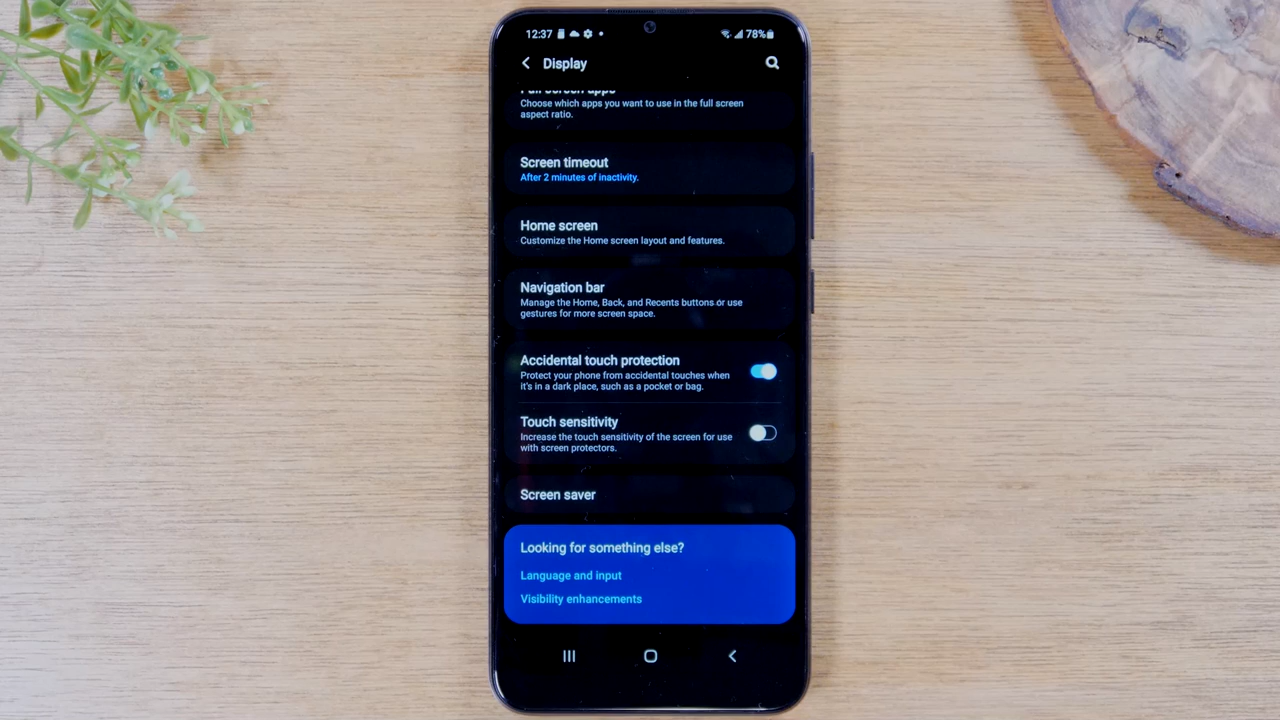 12:37
78%
Display
Full screen apps
Choose which apps you want to use in the full screen
aspect ratio.
Screen timeout
After 2 minutes of inactivity.
Home screen
Customize the Home screen layout and features.
Navigation bar
Manage the Home, Back, and Recents buttons or use
gestures for more screen space.
Accidental touch protection
Protect your phone from accidental touches when
it's in a dark place, such as a pocket or bag.
Touch sensitivity
Increase the touch sensitivity of the screen for use
with screen protectors.
Screen saver
Looking for something else?
Language and input
Visibility enhancements